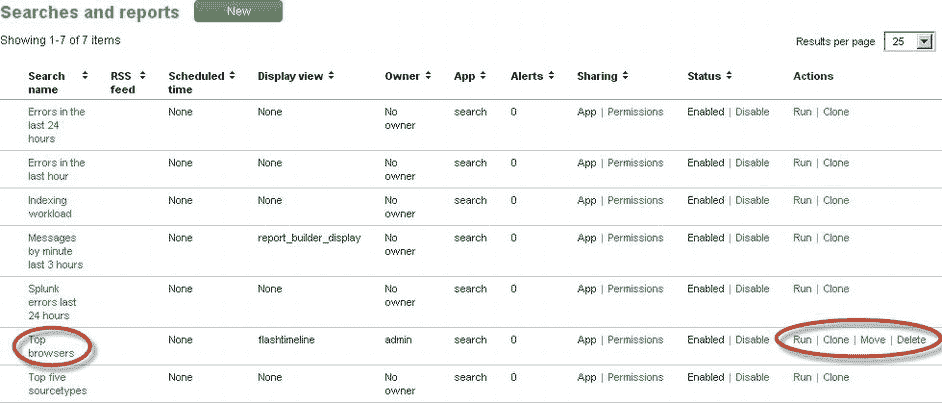 Searches and reports New
Showing 1-7 of 7 items
Results per page 25
Search name RSS feed Scheduled time Display view Owner App Alerts Sharing Status Actions
Errors in the last 24 hours None None No owner search 0 App | Permissions Enabled | Disable Run | Clone
Errors in the last hour None None No owner search 0 App | Permissions Enabled | Disable Run | Clone
Indexing workload None None No owner search 0 App | Permissions Enabled | Disable Run | Clone
Messages by minute last 3 hours None report_builder_display No owner search 0 App | Permissions Enabled | Disable Run | Clone
Splunk errors last 24 hours None None No owner search 0 App | Permissions Enabled | Disable Run | Clone
Top browsers None flashtimeline admin search 0 App | Permissions Enabled | Disable Run | Clone | Move | Delete
Top five sourcetypes None None No owner search 0 App | Permissions Enabled | Disable Run | Clone